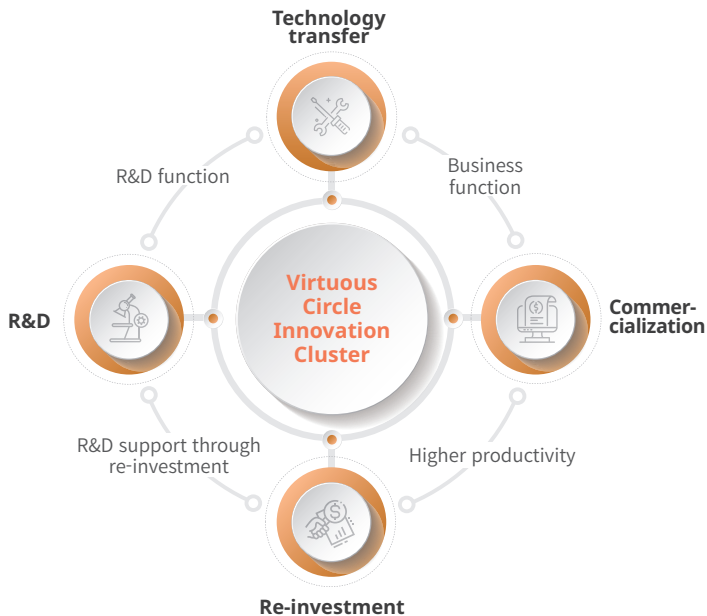 Technology
transfer
R&D function
Business
function
R&D
Virtuous
Circle
Innovation
Cluster
Commer-
cialization
R&D support through
re-investment
Higher productivity
Re-investment